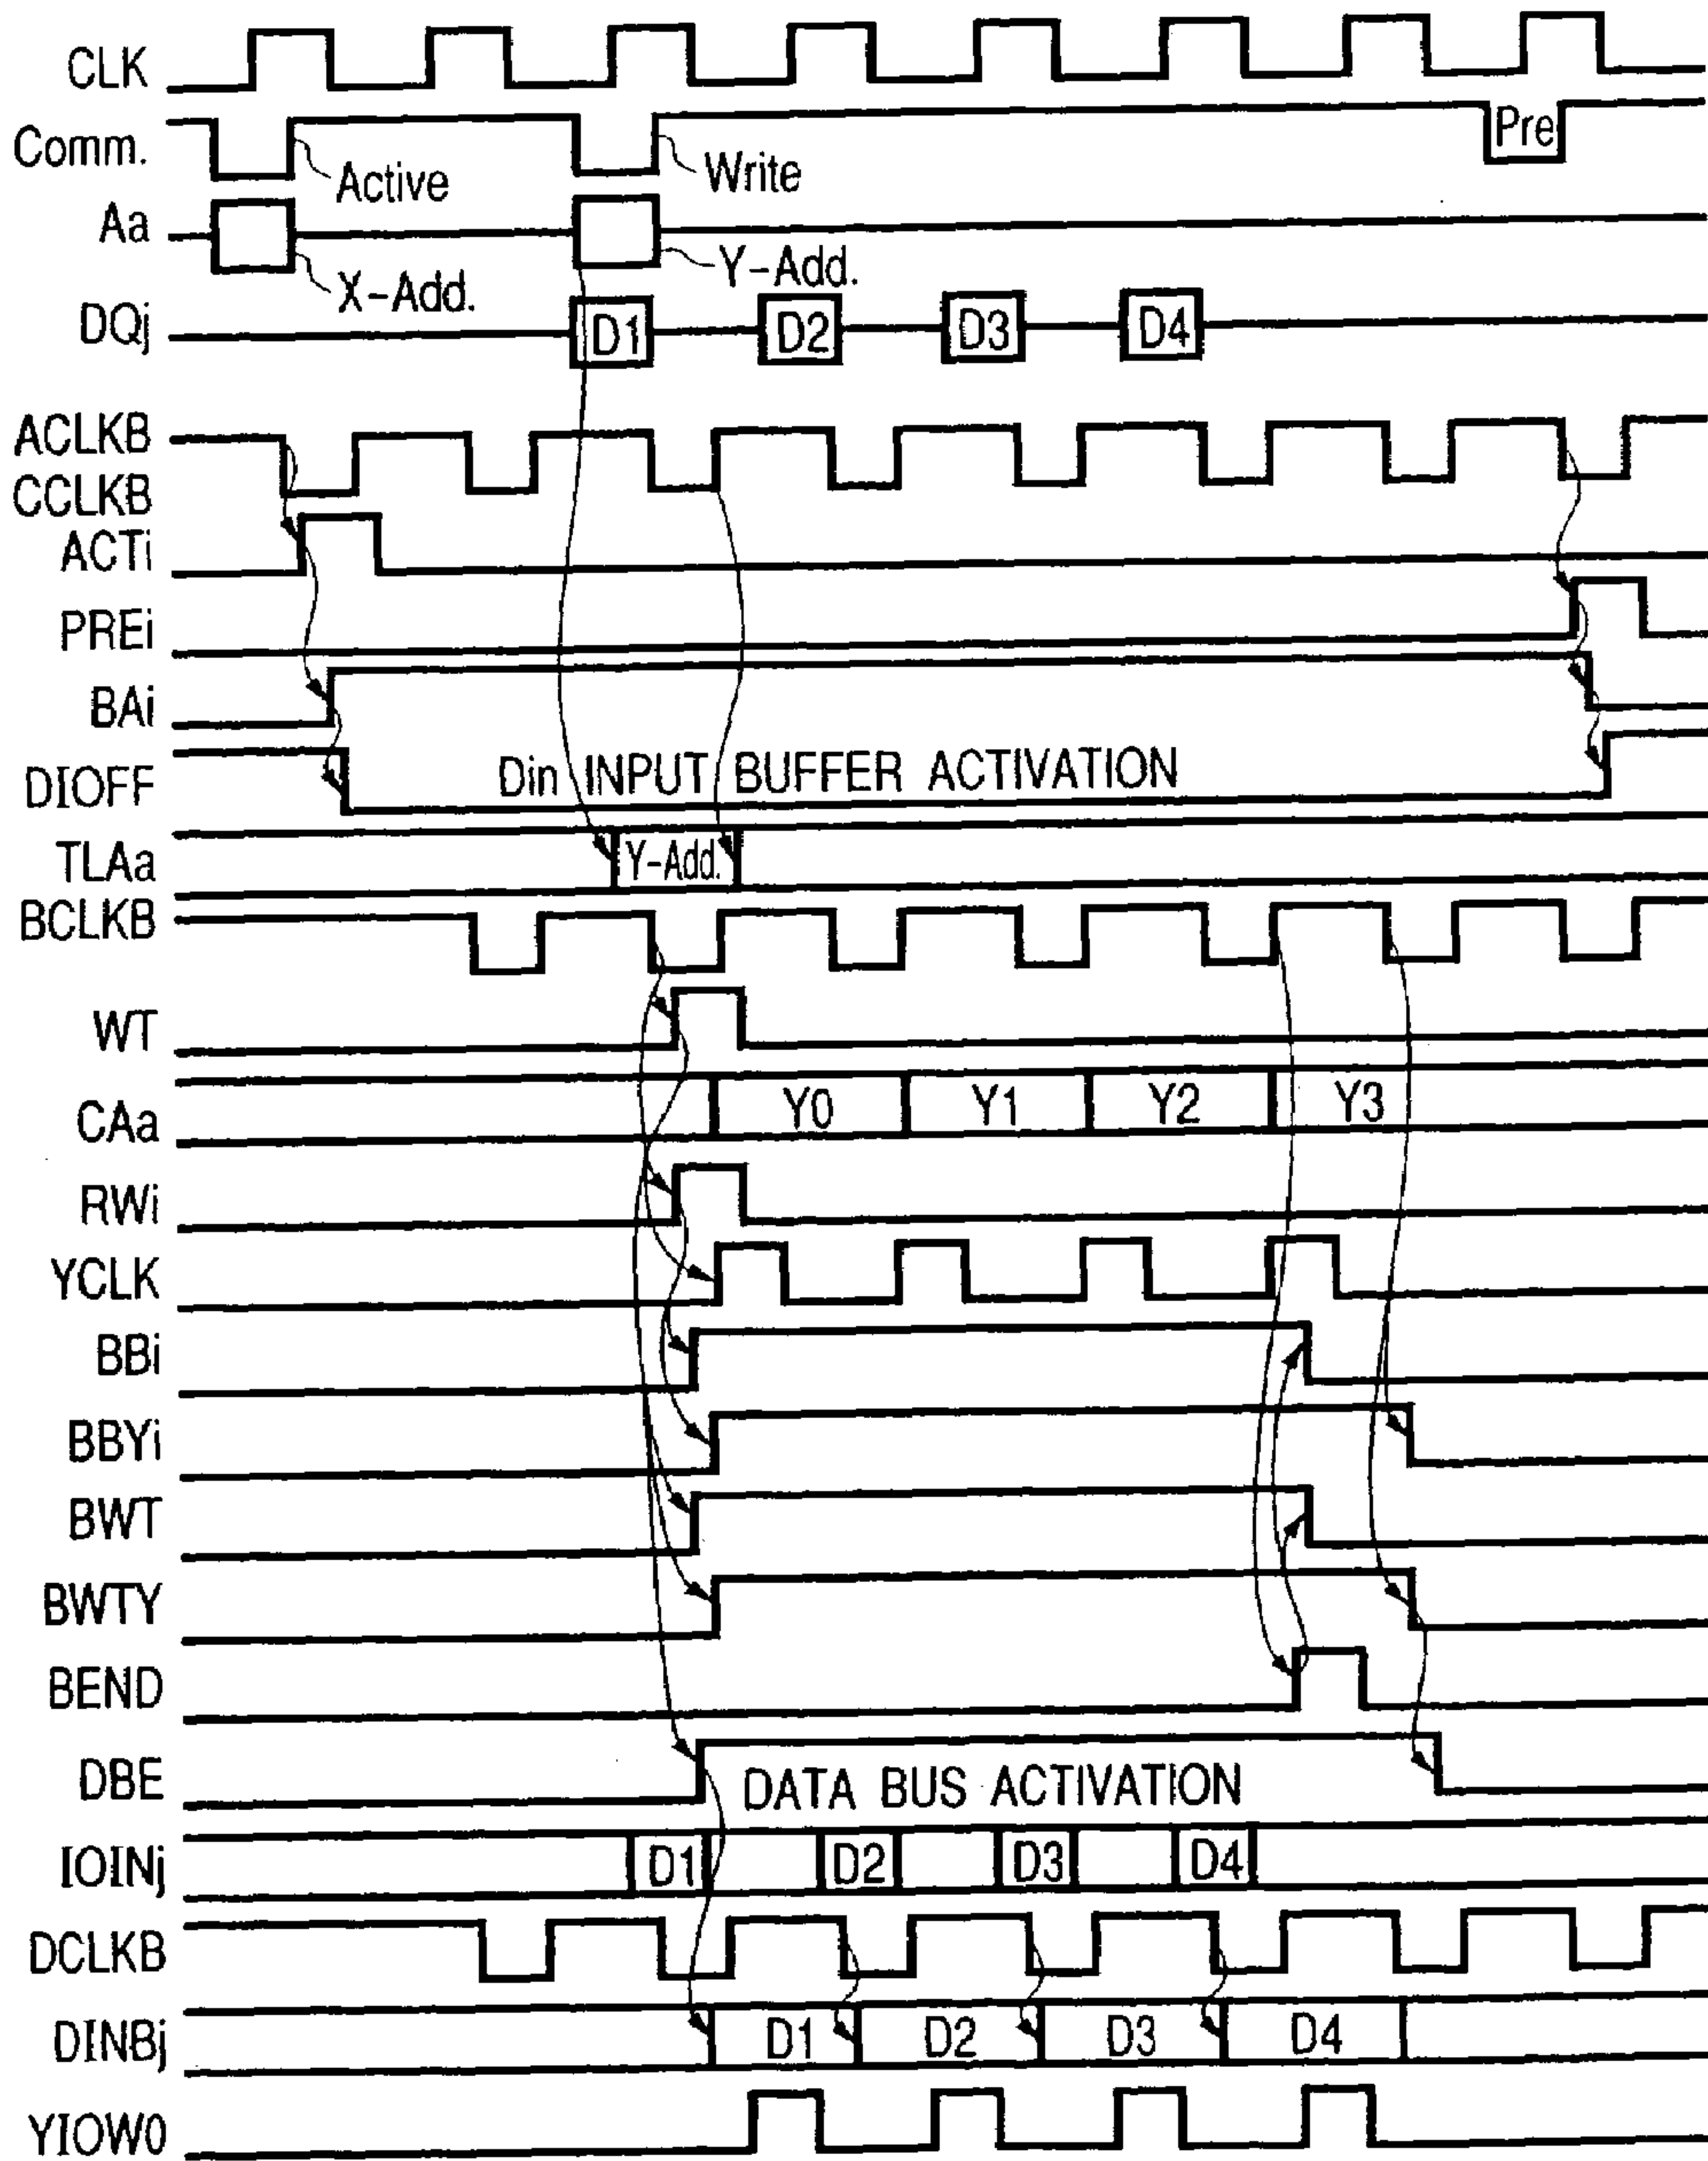 CLK
Comm.
Active
Write
Pre
Aa
X-Add.
Y-Add.
DQj
D1 D2 D3 D4
ACLKB
CCLKB
ACTi
PREi
BAi
DIOFF
Din INPUT BUFFER ACTIVATION
TLAa
Y-Add.
BCLKB
WT
CAa
Y0 Y1 Y2 Y3
RWi
YCLK
BBi
BBYi
BWT
BWTY
BEND
DBE
DATA BUS ACTIVATION
IOINj
D1 D2 D3 D4
DCLKB
DINBj
D1 D2 D3 D4
YIOW0